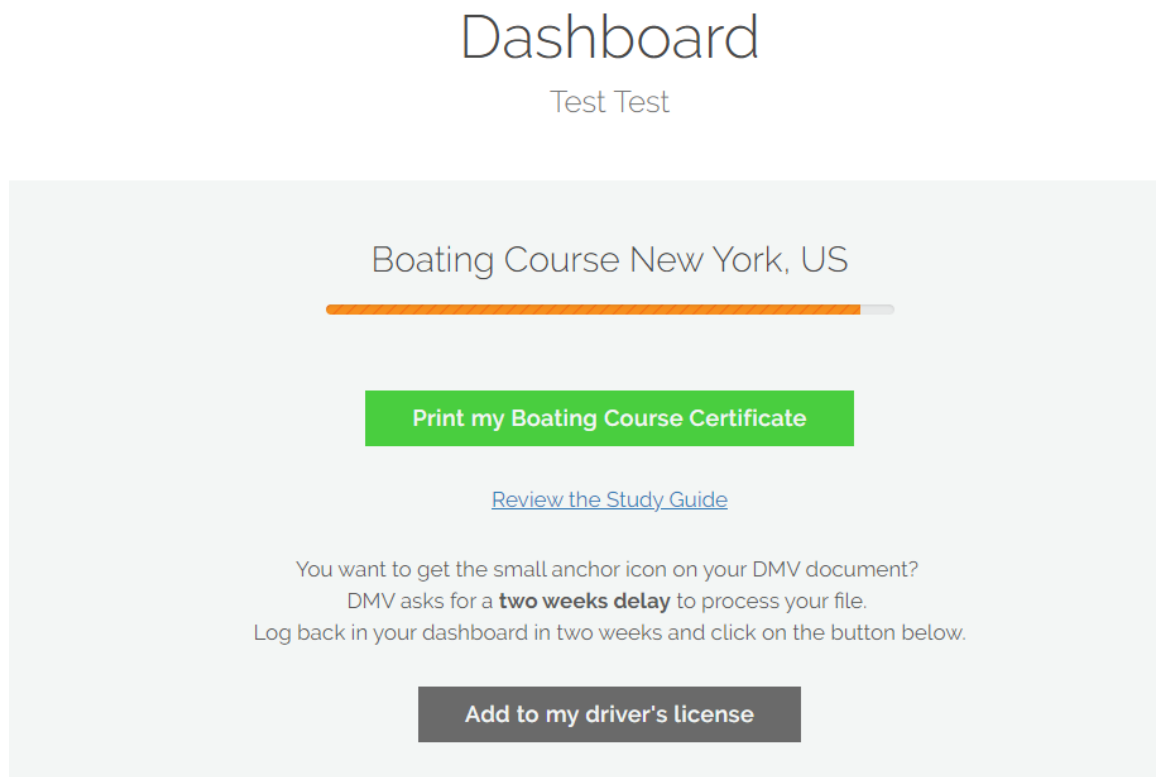 Dashboard
Test Test
Boating Course New York, US
Print my Boating Course Certificate
Review the Study Guide
You want to get the small anchor icon on your DMV document?
DMV asks for a two weeks delay to process your file.
Log back in your dashboard in two weeks and click on the button below.
Add to my driver's license